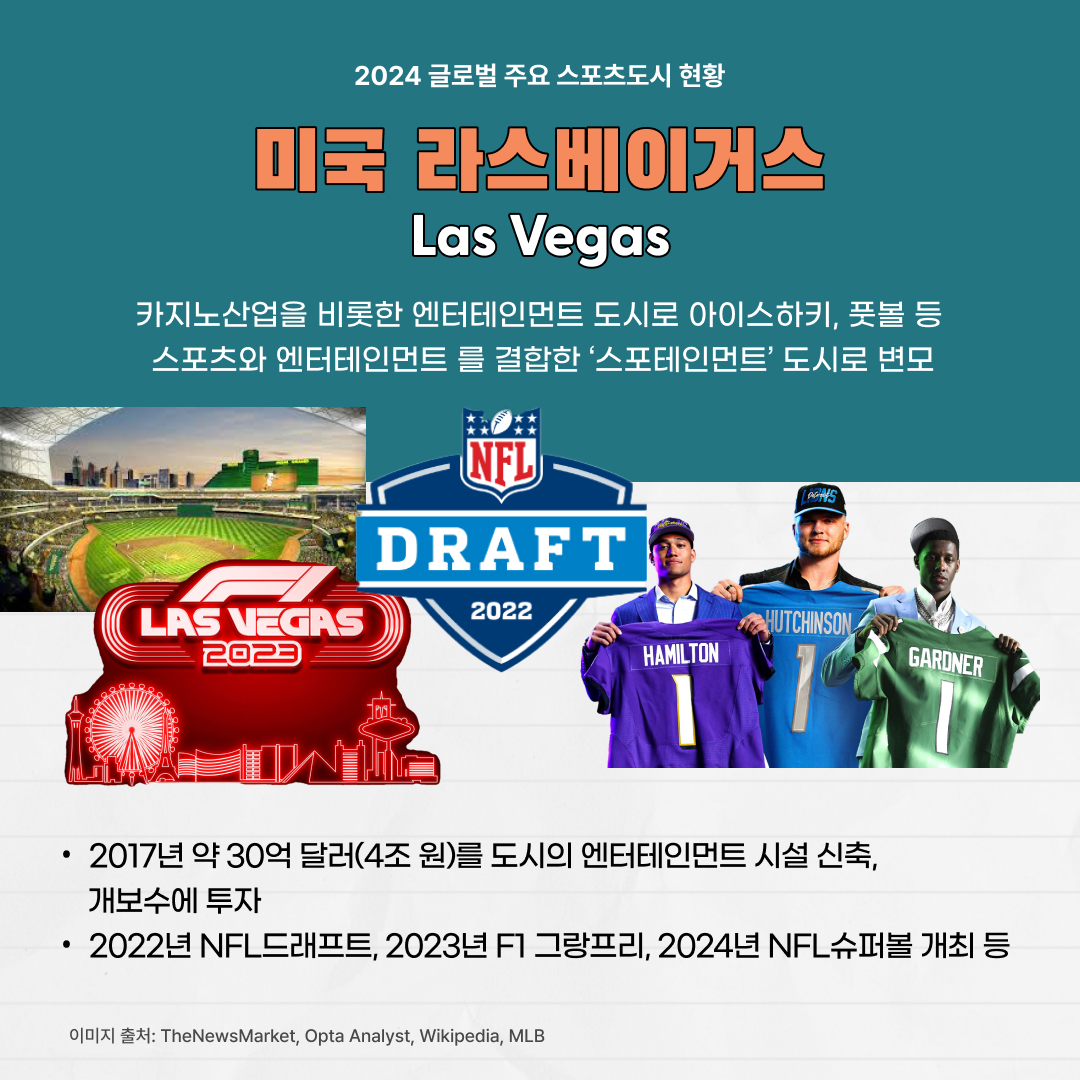 2024 글로벌 주요 스포츠도시 현황
미국 라스베이거스
Las Vegas
카지노산업을 비롯한 엔터테인먼트 도시로 아이스하키, 풋볼 등
스포츠와 엔터테인먼트 를 결합한 ‘스포테인먼트’ 도시로 변모
NFL
DRAFT
2022
LAS VEGAS
2023
LIONS
HAMILTON
1
HUTCHINSON
1
GARDNER
1
• 2017년 약 30억 달러(4조 원)를 도시의 엔터테인먼트 시설 신축,
개보수에 투자
• 2022년 NFL드래프트, 2023년 F1 그랑프리, 2024년 NFL슈퍼볼 개최 등
이미지 출처: TheNewsMarket, Opta Analyst, Wikipedia, MLB